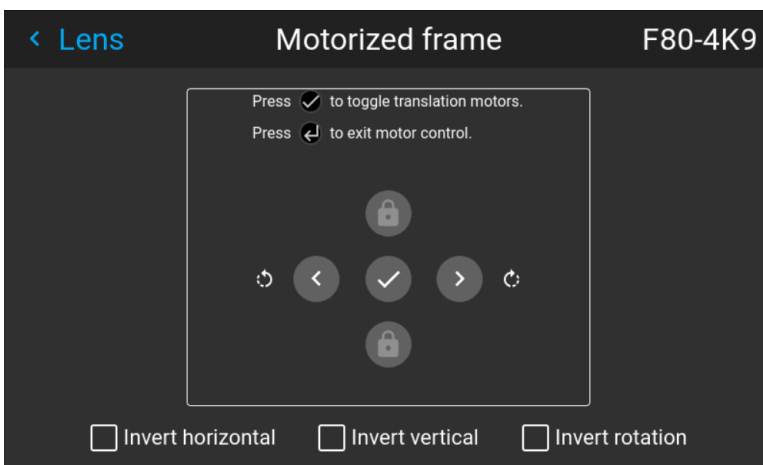 Lens Motorized frame F80-4K9
Press to toggle translation motors.
Press to exit motor control.
Invert horizontal Invert vertical Invert rotation